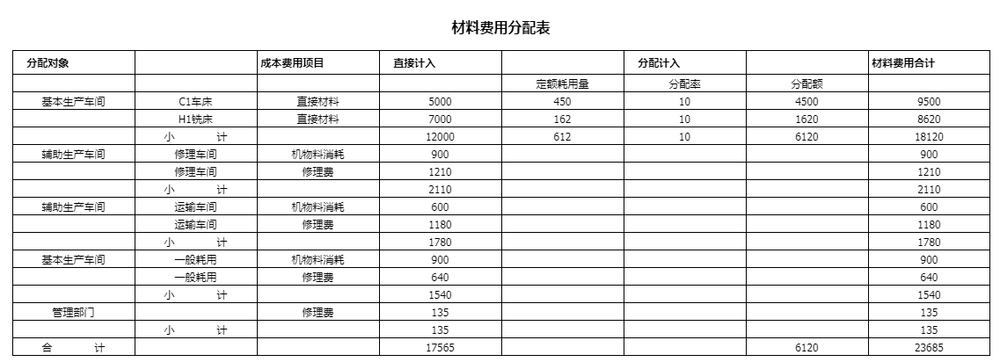 材料费用分配表
分配对象 成本费用项目 直接计入 分配计入 材料费用合计
定额耗用量 分配率 分配额
基本生产车间 C1车床 直接材料 5000 450 10 4500 9500
H1铣床 直接材料 7000 162 10 1620 8620
小 计 12000 612 10 6120 18120
辅助生产车间 修理车间 机物料消耗 900 900
修理车间 修理费 1210 1210
小 计 2110 2110
辅助生产车间 运输车间 机物料消耗 600 600
运输车间 修理费 1180 1180
小 计 1780 1780
基本生产车间 一般耗用 机物料消耗 900 900
一般耗用 修理费 640 640
小 计 1540 1540
管理部门 修理费 135 135
小 计 135 135
合 计 17565 6120 23685